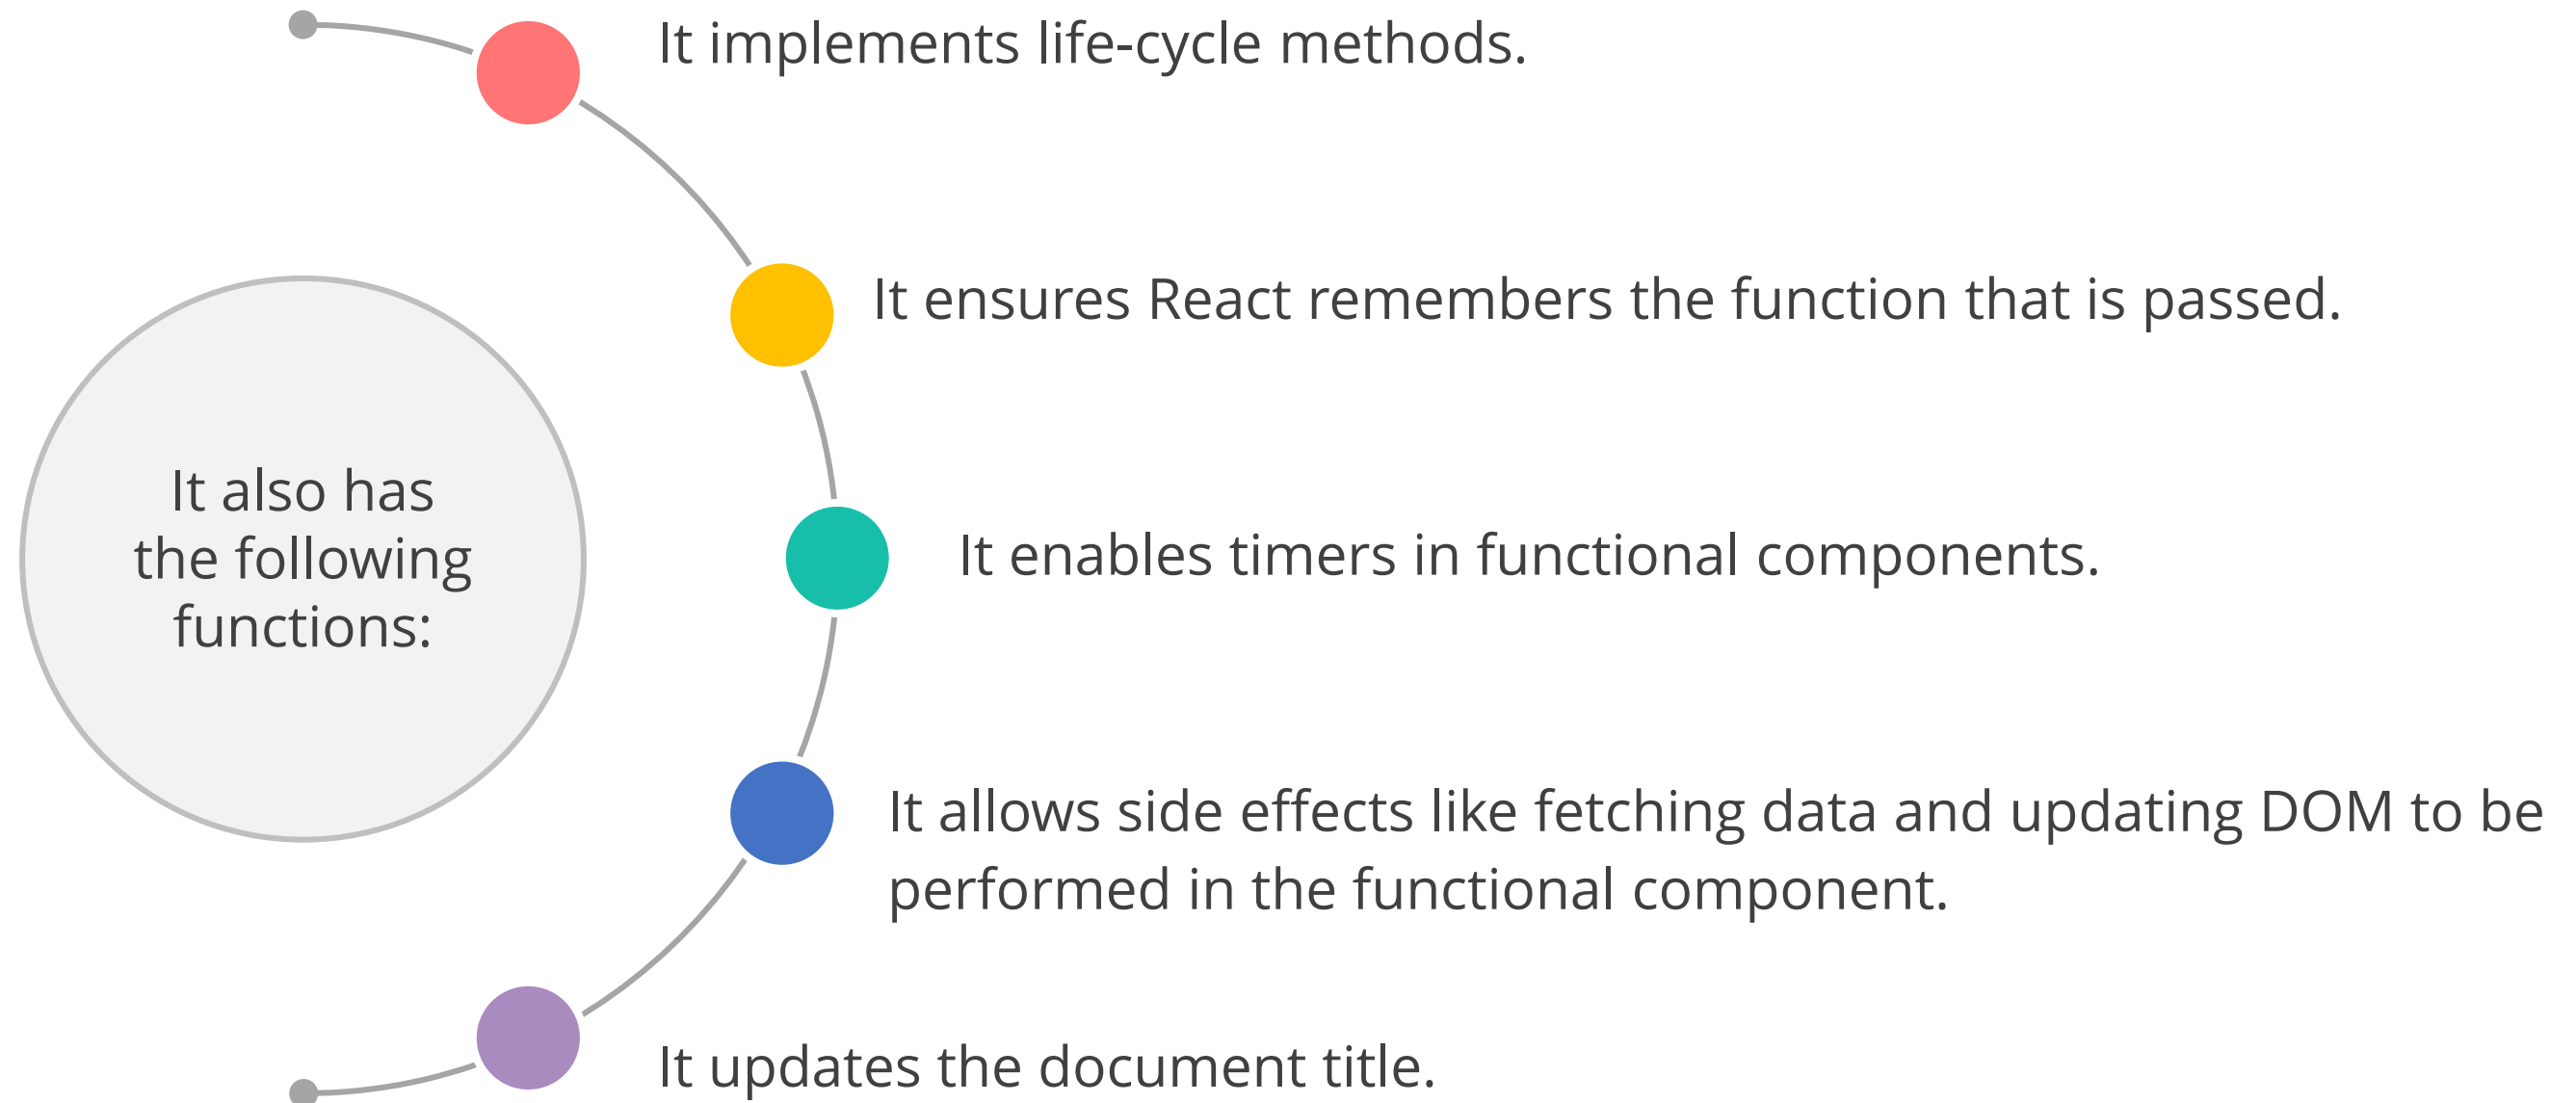 It also has
the following
functions:
It implements life-cycle methods.
It ensures React remembers the function that is passed.
It enables timers in functional components.
It allows side effects like fetching data and updating DOM to be
performed in the functional component.
It updates the document title.